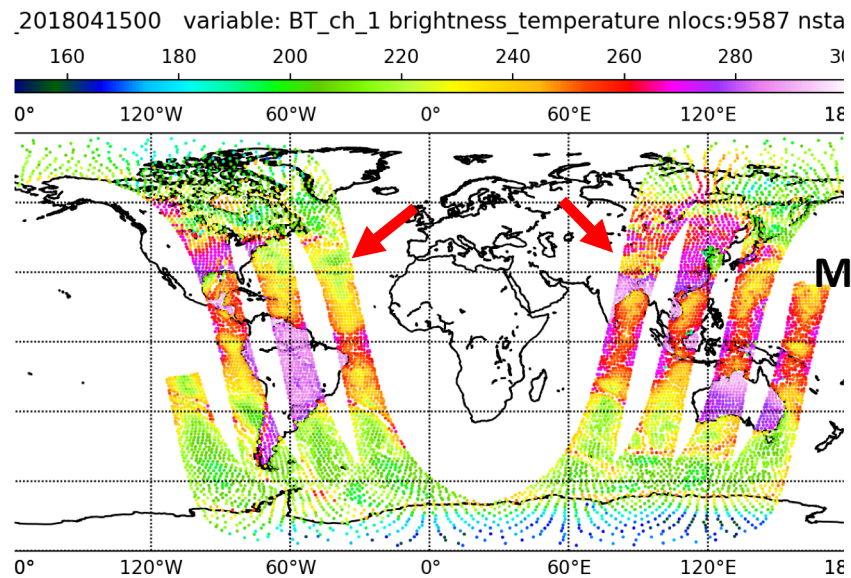 _2018041500 variable: BT_ch_1 brightness_temperature nlocs:9587 nsta
160 180 200 220 240 260 280 30
0° 120°W 60°W 0° 60°E 120°E 18
M
0° 120°W 60°W 0° 60°E 120°E 18